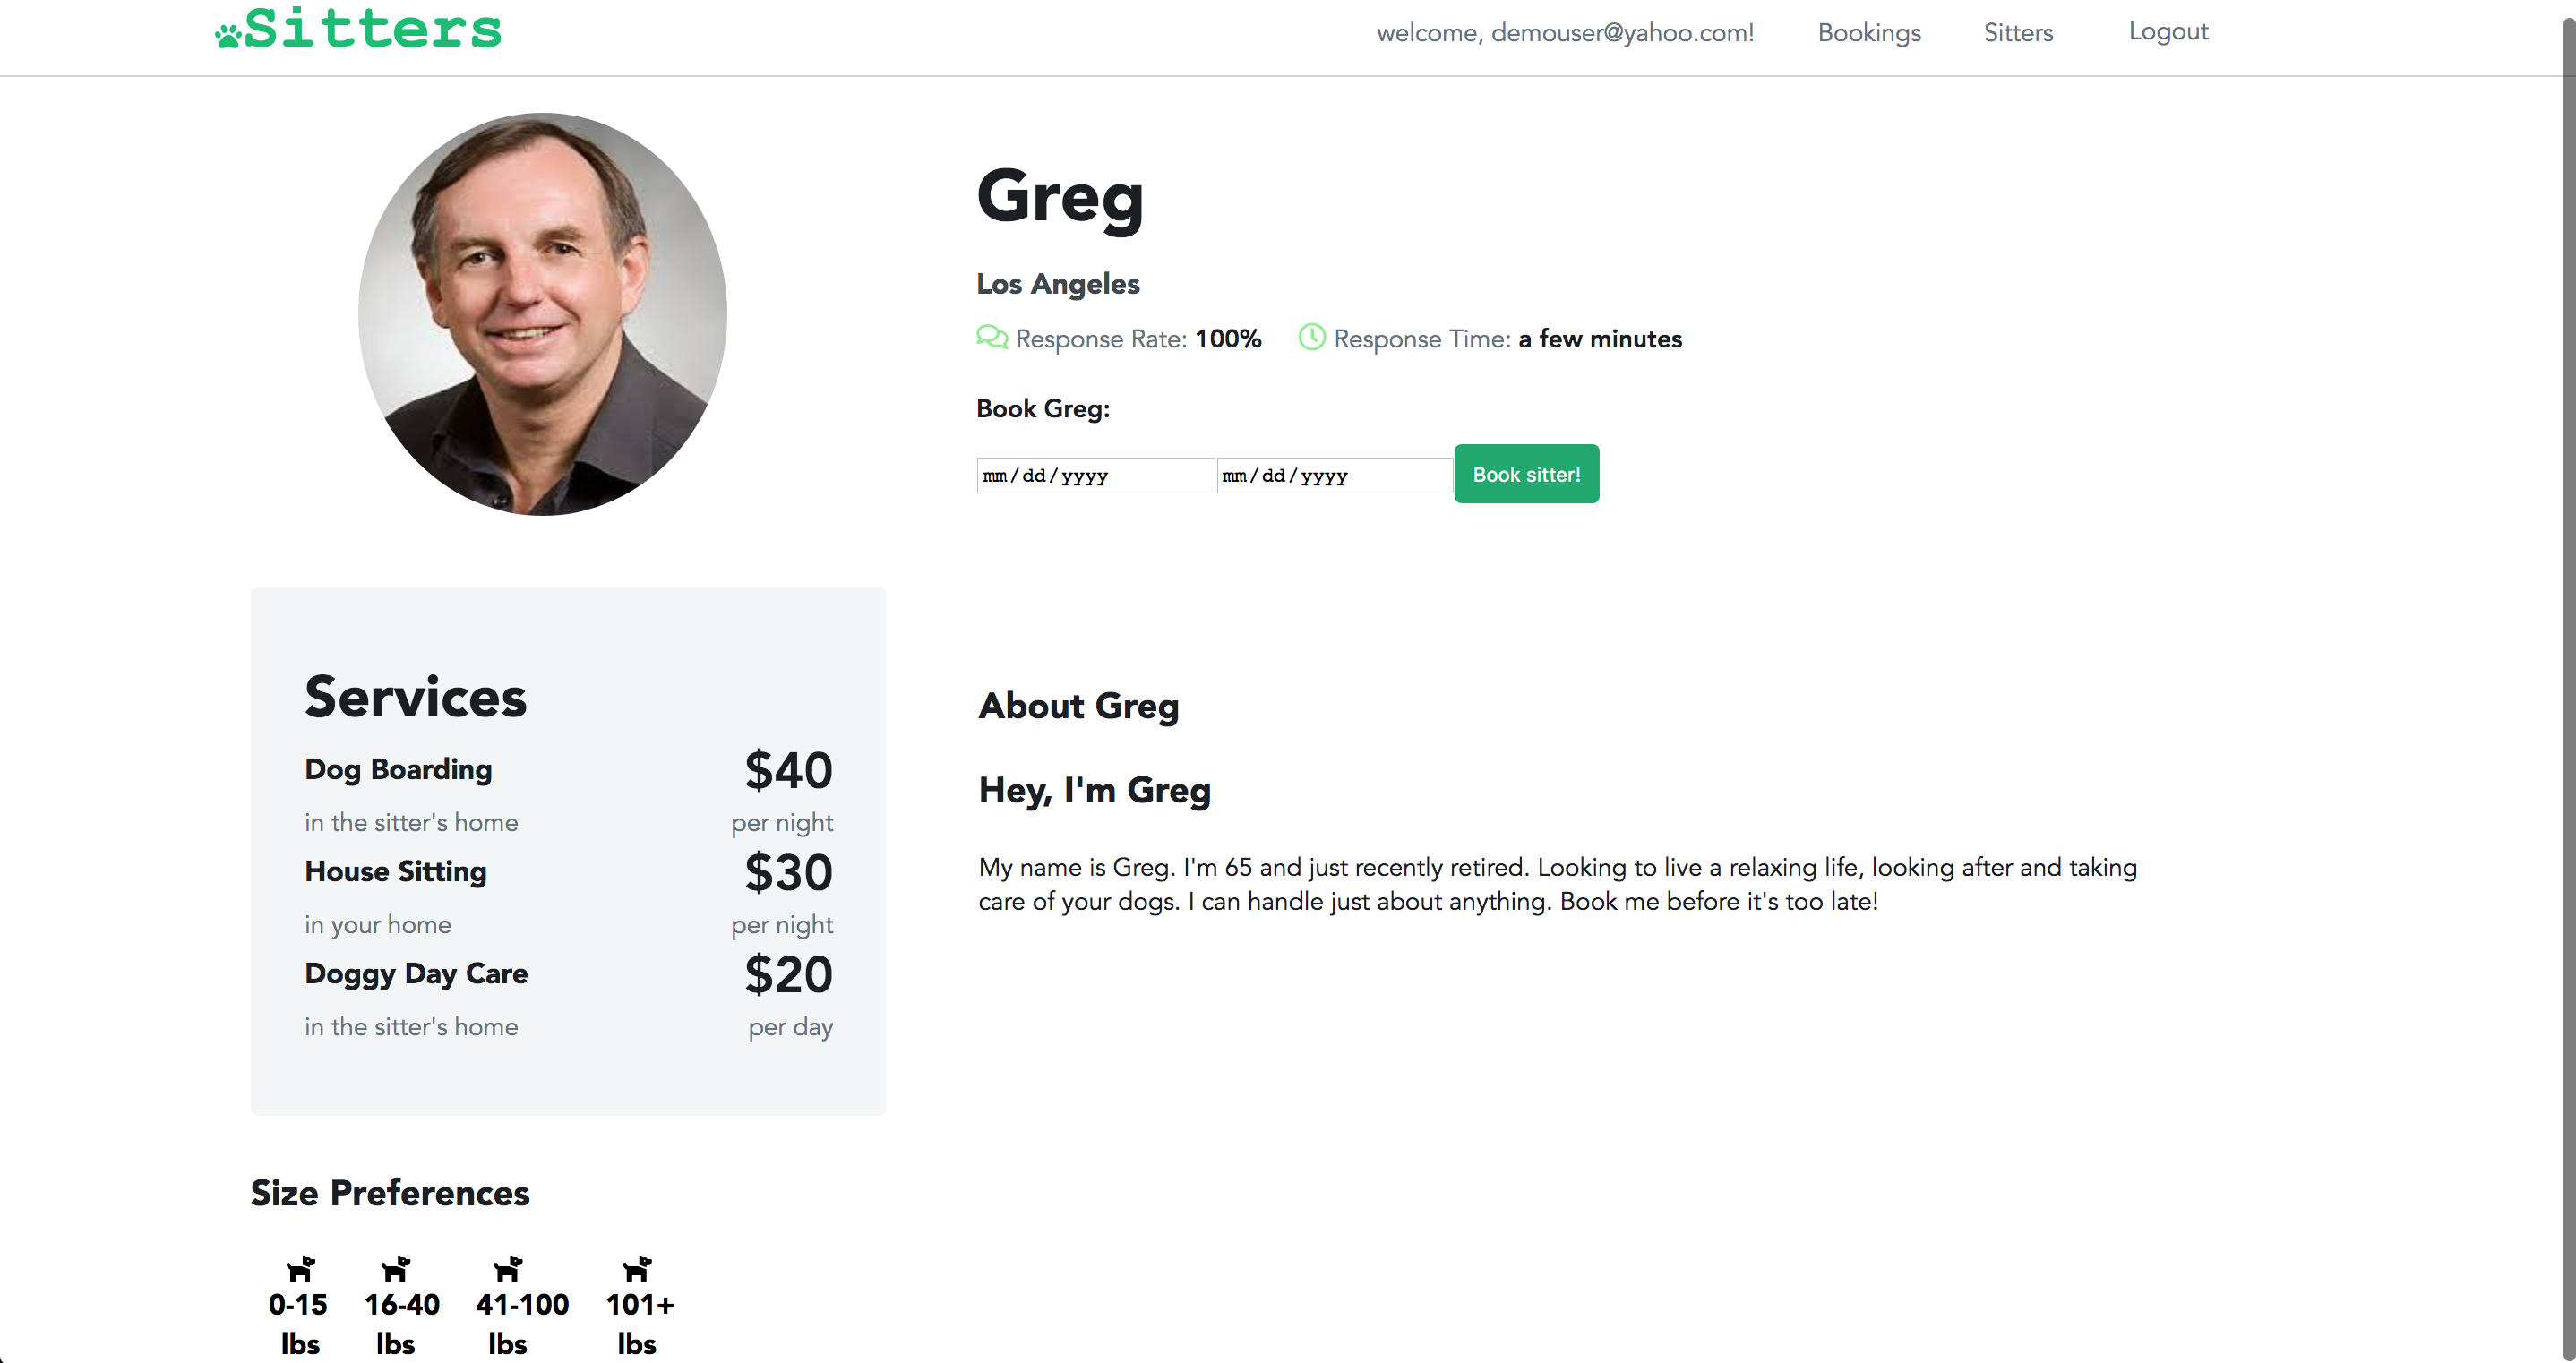 Sitters
welcome, demouser@yahoo.com!
Bookings
Sitters
Logout
Greg
Los Angeles
Response Rate: 100%
Response Time: a few minutes
Book Greg:
mm/dd/yyyy
mm/dd/yyyy
Book sitter!
Services
Dog Boarding
$40
in the sitter's home
per night
House Sitting
$30
in your home
per night
Doggy Day Care
$20
in the sitter's home
per day
About Greg
Hey, I'm Greg
My name is Greg. I'm 65 and just recently retired. Looking to live a relaxing life, looking after and taking
care of your dogs. I can handle just about anything. Book me before it's too late!
Size Preferences
0-15
lbs
16-40
lbs
41-100
lbs
101+
lbs